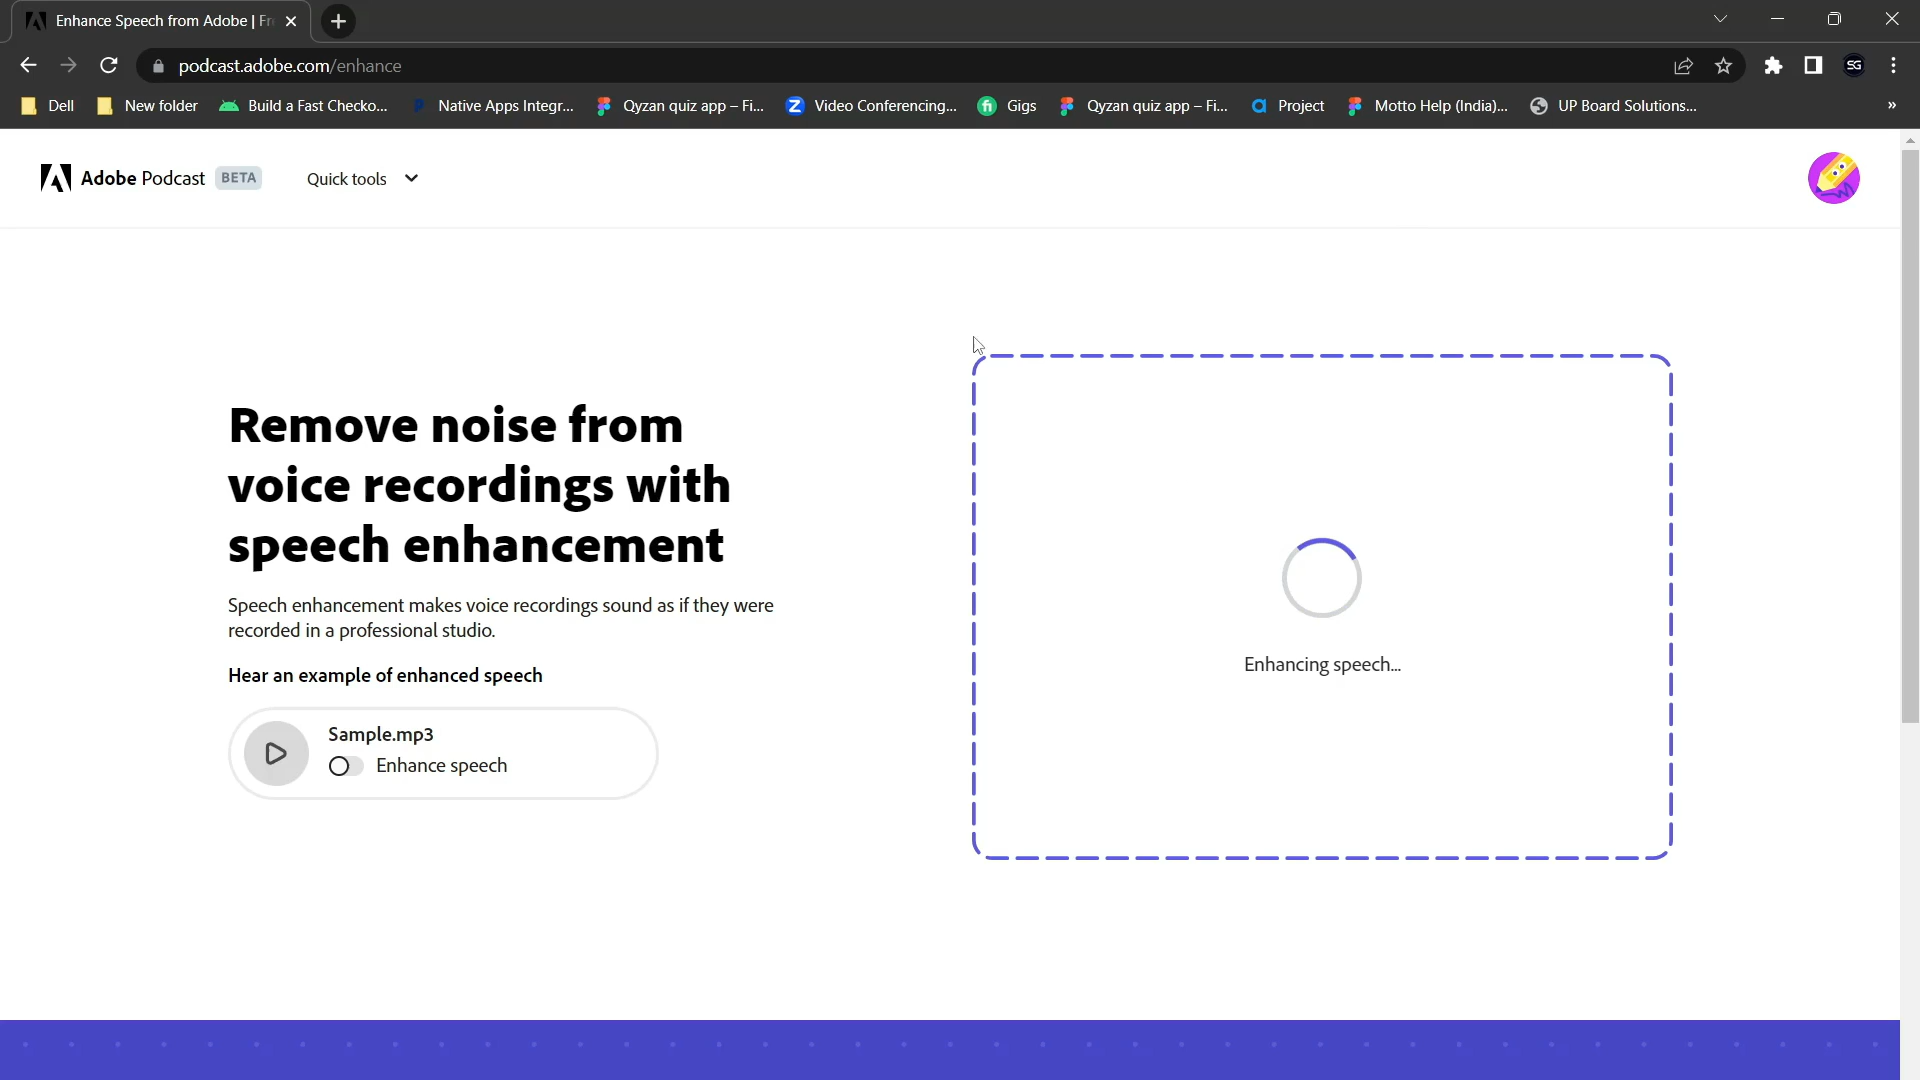 Enhance Speech from Adobe | Fr
podcast.adobe.com/enhance
SG
Dell
New folder
Build a Fast Checko...
Native Apps Integr...
Qyzan quiz app – Fi...
Video Conferencing...
Gigs
Qyzan quiz app – Fi...
Project
Motto Help (India)...
UP Board Solutions...
»
Adobe Podcast BETA
Quick tools
Remove noise from
voice recordings with
speech enhancement
Speech enhancement makes voice recordings sound as if they were
recorded in a professional studio.
Hear an example of enhanced speech
Sample.mp3
Enhance speech
Enhancing speech...